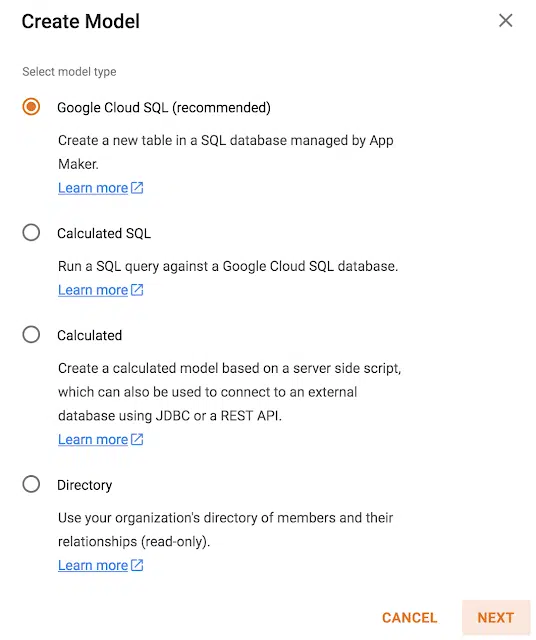 Create Model
Select model type
Google Cloud SQL (recommended)
Create a new table in a SQL database managed by App
Maker.
Learn more
Calculated SQL
Run a SQL query against a Google Cloud SQL database.
Learn more
Calculated
Create a calculated model based on a server side script,
which can also be used to connect to an external
database using JDBC or a REST API.
Learn more
Directory
Use your organization's directory of members and their
relationships (read-only).
Learn more
CANCEL NEXT